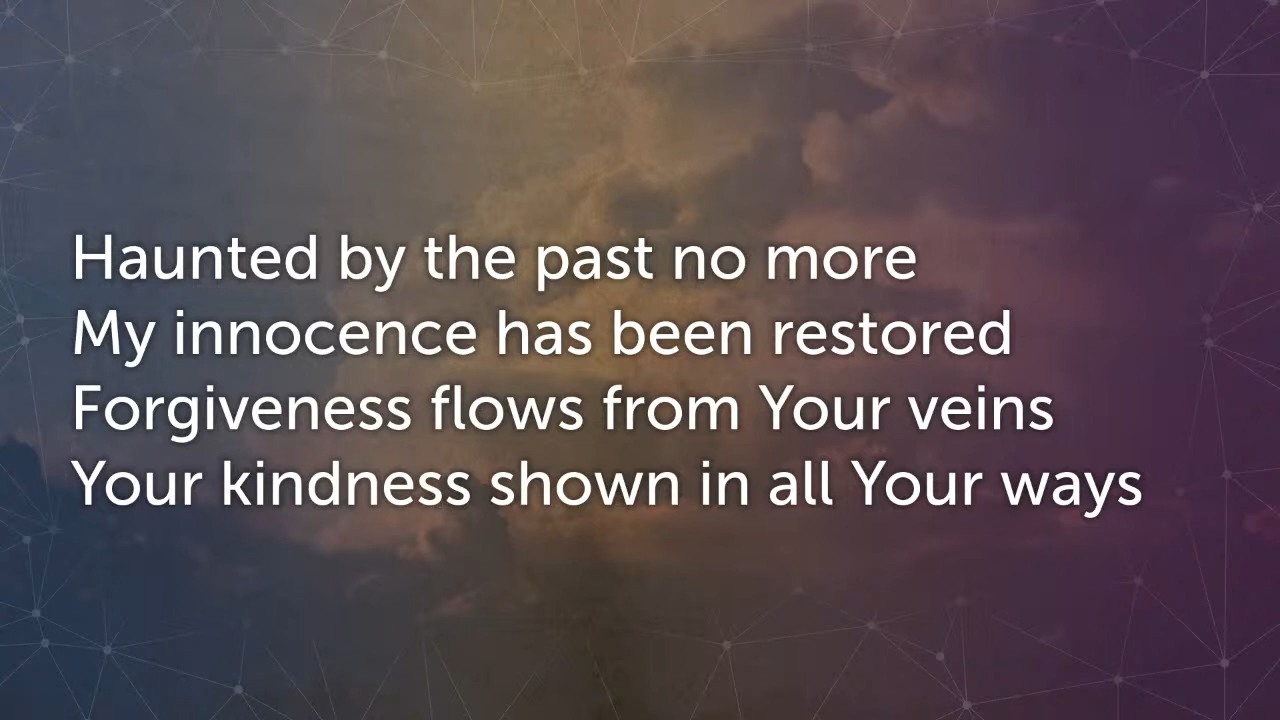 Haunted by the past no more
My innocence has been restored
Forgiveness flows from Your veins
Your kindness shown in all Your ways